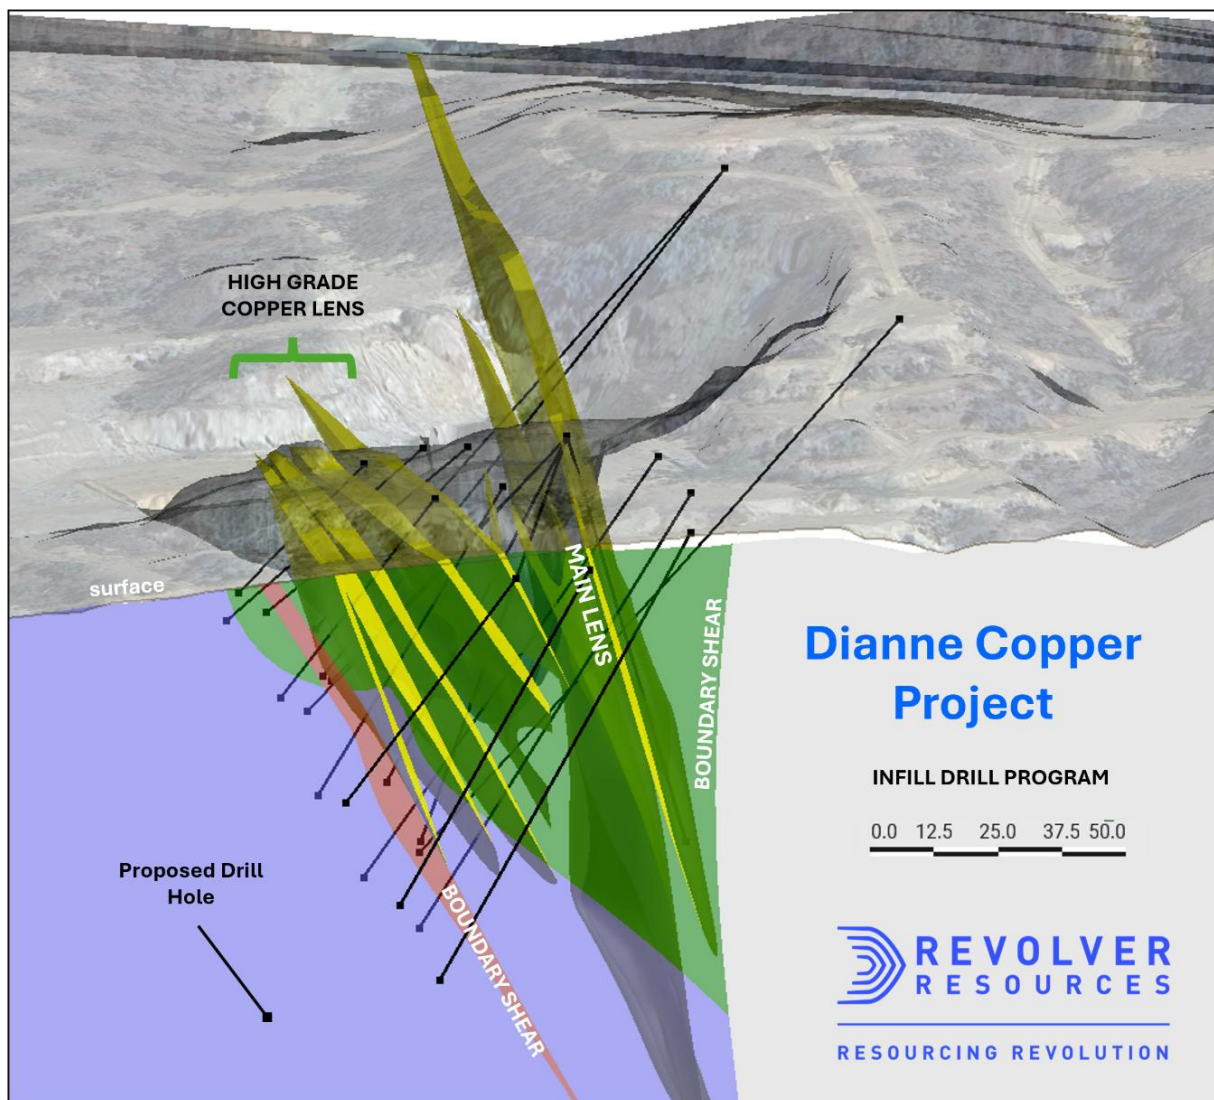 HIGH GRADE
COPPER LENS
surface
MAIN LENS
BOUNDARY SHEAR
BOUNDARY SHEAR
Proposed Drill
Hole
Dianne Copper
Project
INFILL DRILL PROGRAM
0.0 12.5 25.0 37.5 50.0
REVOLVER
RESOURCES
RESOURCING REVOLUTION